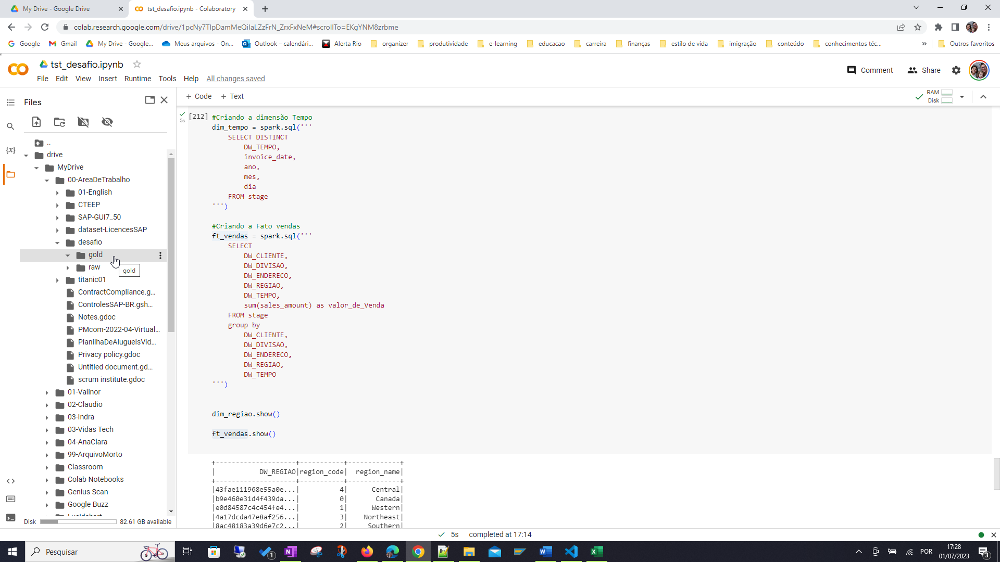 My Drive - Google Drive
tst_desafio.ipynb - Colaboratory
colab.research.google.com/drive/1pcNy7TIpDamMeQiIaLZzFrN_ZrxFxNeM#scrollTo=EKgYNM8zrbme
Google
Gmail
My Drive - Google...
Meus arquivos - On...
Outlook – calendári...
Alerta Rio
organizer
produtividade
e-learning
educacao
carreira
finanças
estilo de vida
imigração
conteúdo
conhecimentos téc...
»
Outros favoritos
tst_desafio.ipynb
File Edit View Insert Runtime Tools Help All changes saved
Comment
Share
Files
+ Code + Text
RAM
Disk
..
drive
MyDrive
00-AreaDeTrabalho
01-English
CTEEP
SAP-GUI7_50
dataset-LicencesSAP
desafio
gold
raw
gold
titanic01
ContractCompliance.g...
ControlesSAP-BR.gsh...
Notes.gdoc
PMcom-2022-04-Virtual...
PlanilhaDeAlugueisVid...
Privacy policy.gdoc
Untitled document.gd...
scrum institute.gdoc
01-Valinor
02-Claudio
03-Indra
03-Vidas Tech
04-AnaClara
99-ArquivoMorto
Classroom
Colab Notebooks
Genius Scan
Google Buzz
Disk
82.61 GB available
{x}
<>
5s
[212]
#Criando a dimensão Tempo
dim_tempo = spark.sql('''
SELECT DISTINCT
DW_TEMPO,
invoice_date,
ano,
mes,
dia
FROM stage
''')
#Criando a Fato vendas
ft_vendas = spark.sql('''
SELECT
DW_CLIENTE,
DW_DIVISAO,
DW_ENDERECO,
DW_REGIAO,
DW_TEMPO,
sum(sales_amount) as valor_de_Venda
FROM stage
group by
DW_CLIENTE,
DW_DIVISAO,
DW_ENDERECO,
DW_REGIAO,
DW_TEMPO
''')
dim_regiao.show()
ft_vendas.show()
+--------------------+-----------+-------------+
| DW_REGIAO|region_code| region_name|
+--------------------+-----------+-------------+
|43fae111968e55a0e...| 4| Central|
|b9e460e31d4f439da...| 0| Canada|
|e0d84587c4c454fe4...| 1| Western|
|4a17dcda47e8af256...| 3| Northeast|
|8ac48183a39d6e7c2...| 2| Southern|
5s completed at 17:14
Pesquisar
1
POR
17:28
01/07/2023
3